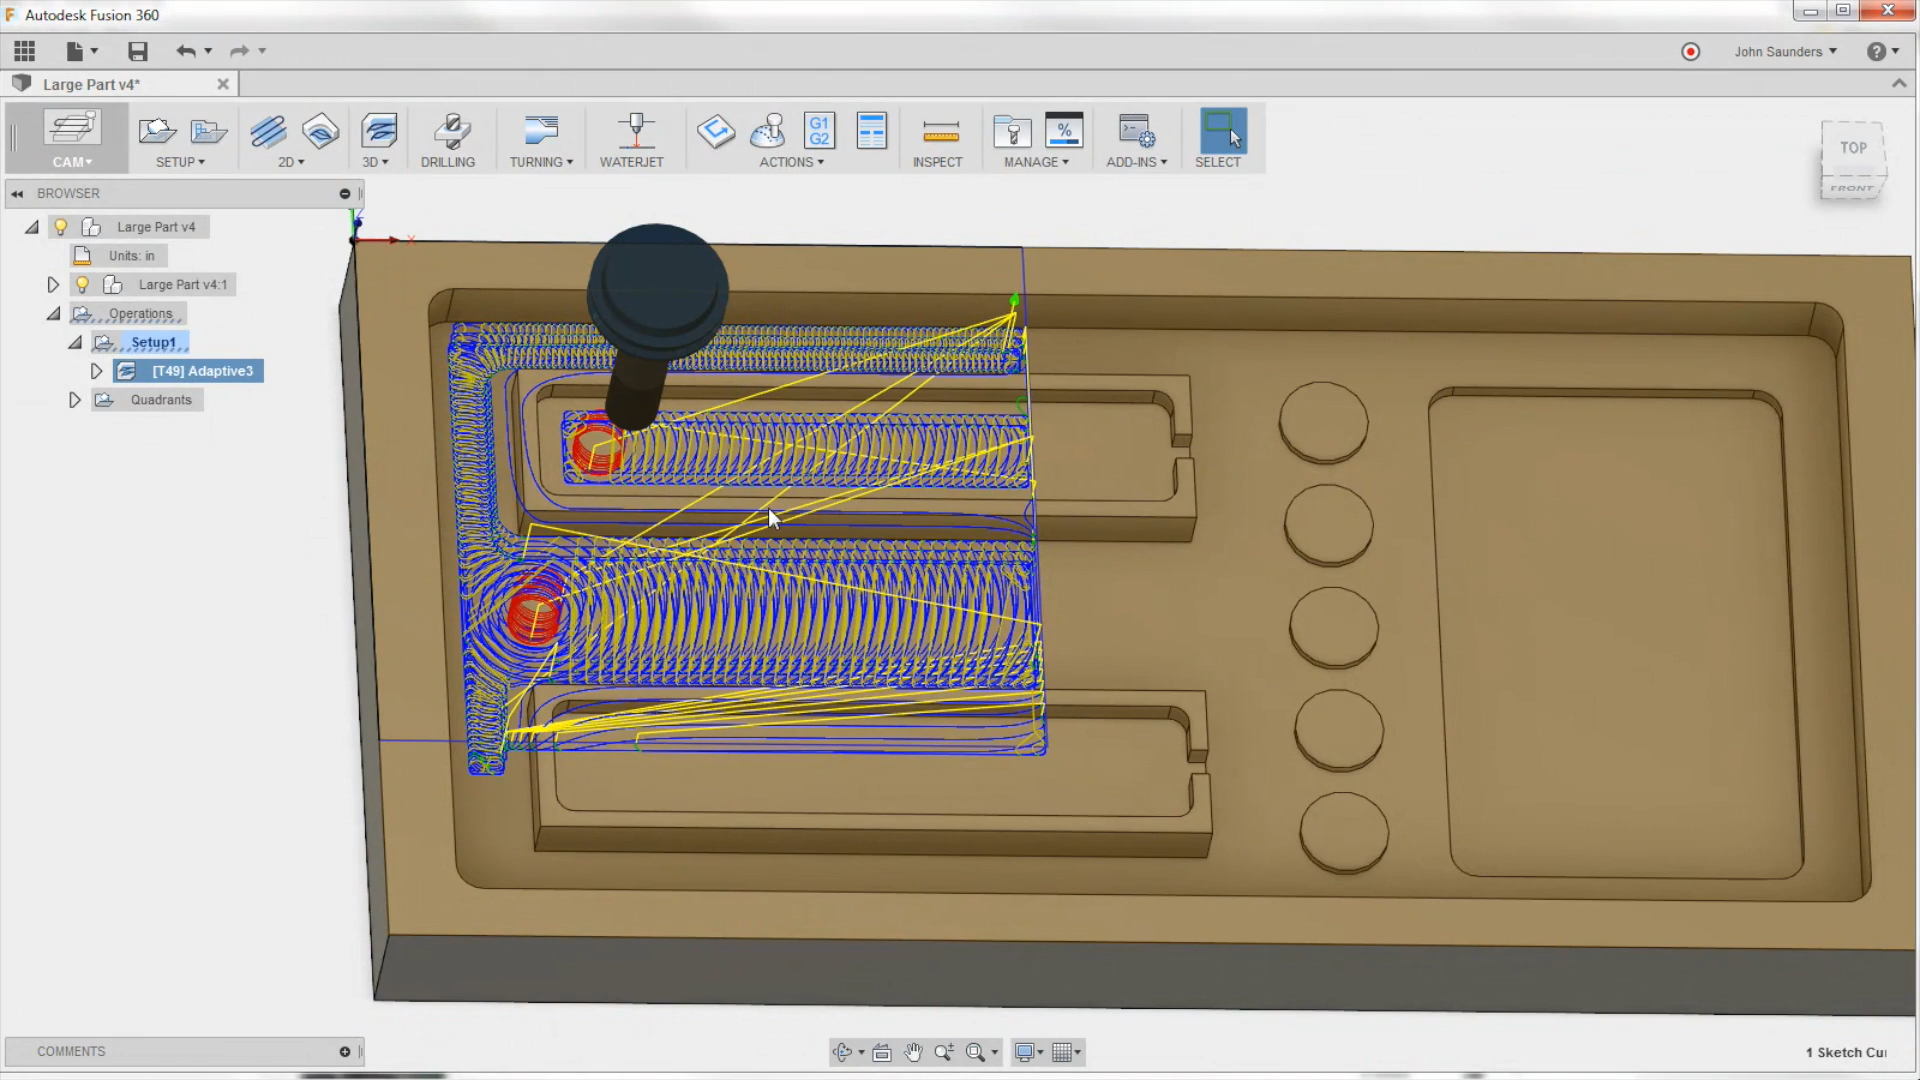 Autodesk Fusion 360
John Saunders
Large Part v4*
CAM
SETUP
2D
3D
DRILLING
TURNING
WATERJET
G1
G2
ACTIONS
INSPECT
%
MANAGE
ADD-INS
SELECT
TOP
FRONT
BROWSER
Large Part v4
Units: in
Large Part v4:1
Operations
Setup1
[T49] Adaptive3
Quadrants
Z
X
COMMENTS
1 Sketch Cu